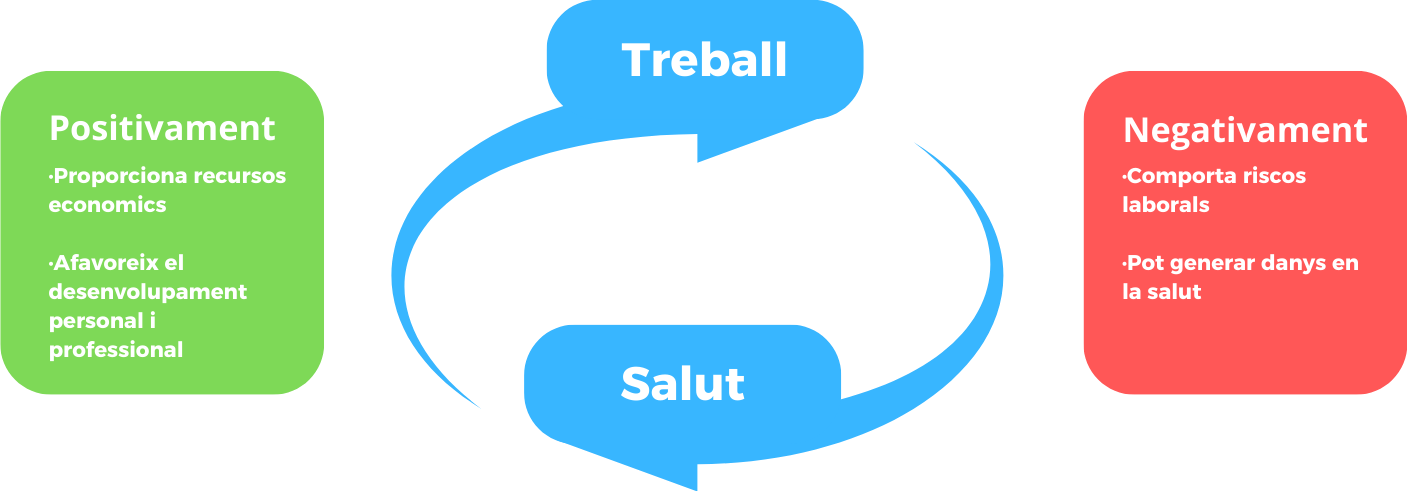 Treball
Positivament
·Proporciona recursos
economics
·Afavoreix el
desenvolupament
personal i
professional
Negativament
·Comporta riscos
laborals
·Pot generar danys en
la salut
Salut